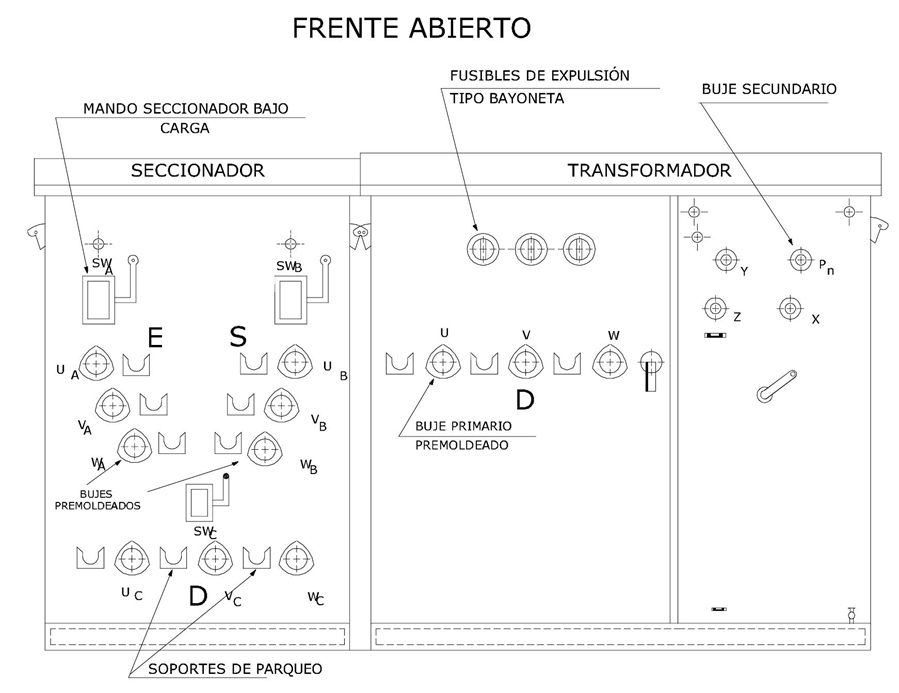 FRENTE ABIERTO
FUSIBLES DE EXPULSIÓN
TIPO BAYONETA
BUJE SECUNDARIO
MANDO SECCIONADOR BAJO
CARGA
SECCIONADOR
TRANSFORMADOR
SW A
SW B
Y
Pn
Z
X
E
S
U
V
W
U A
U B
D
V A
V B
BUJE PRIMARIO
PREMOLDEADO
W A
W B
BUJES
PREMOLDEADOS
SW C
U C
D
V C
W C
SOPORTES DE PARQUEO